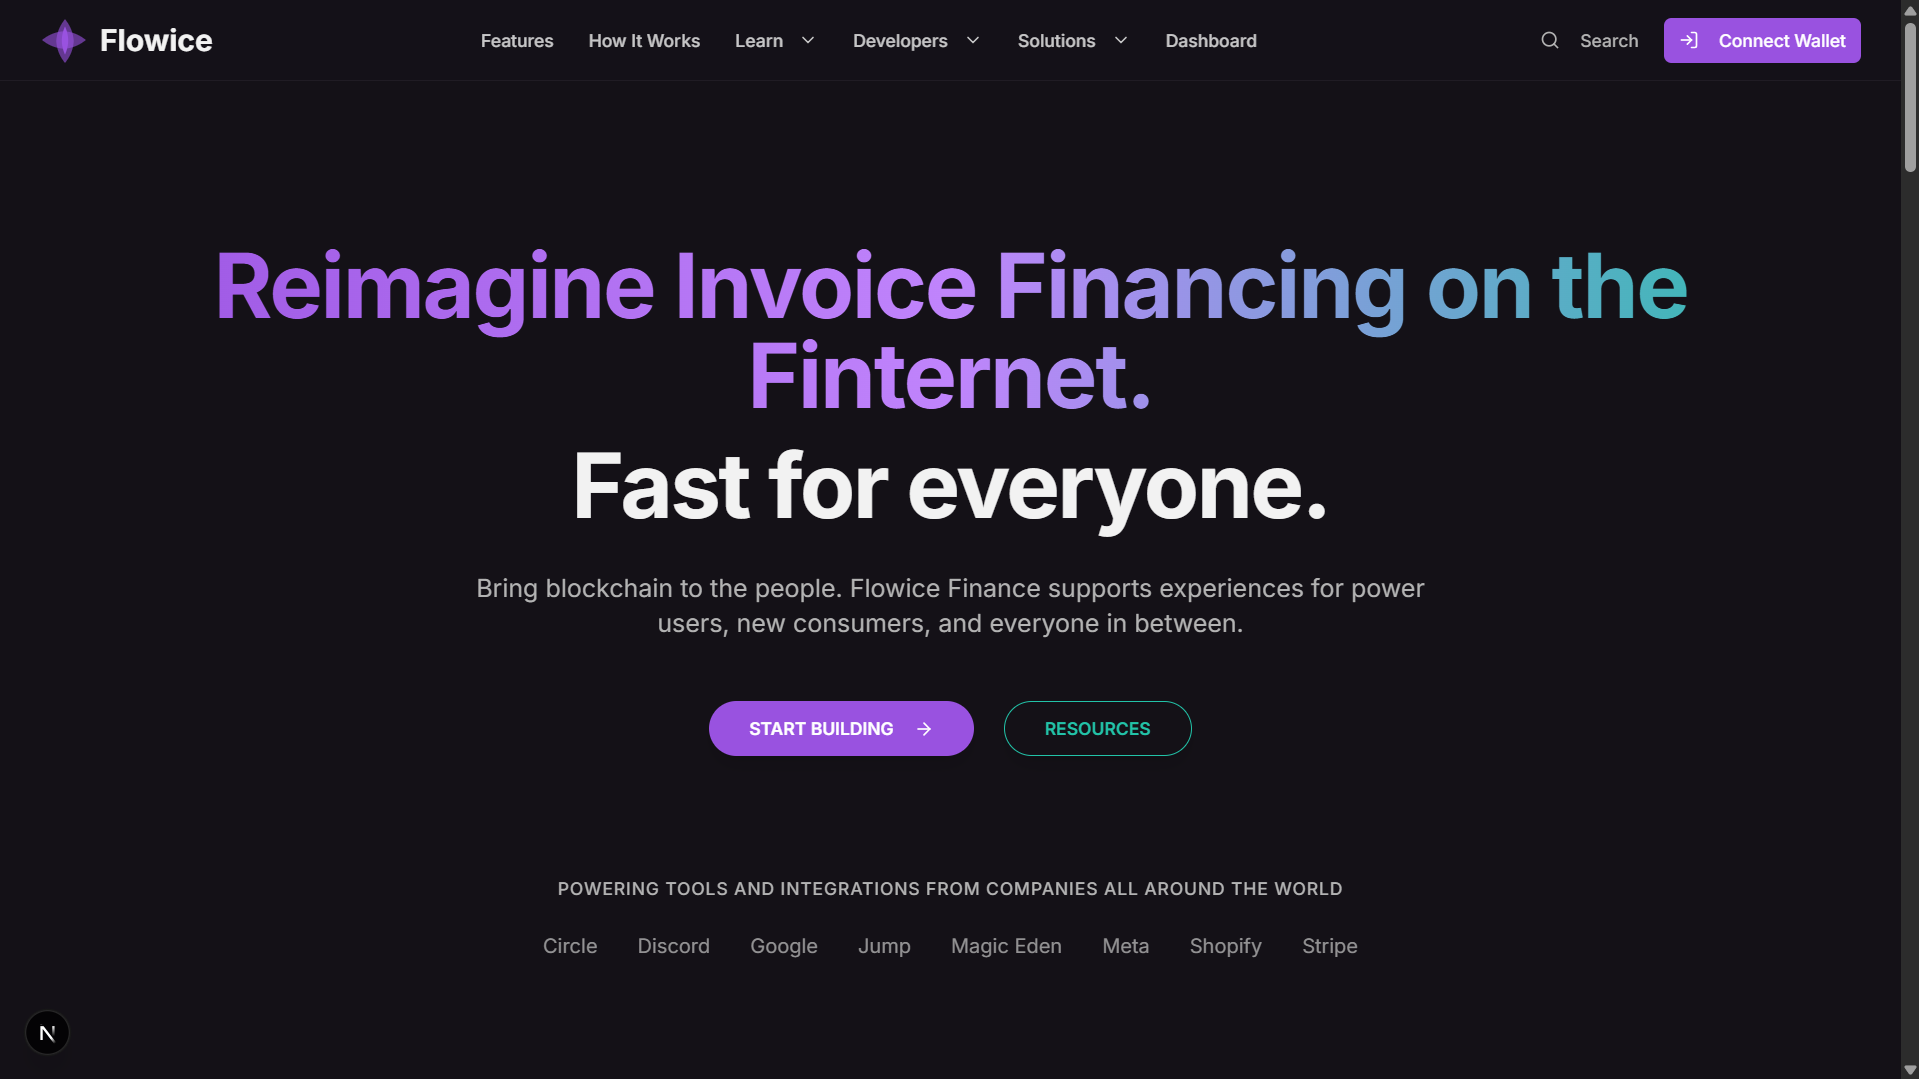 Flowice
Features How It Works Learn Developers Solutions Dashboard
Search Connect Wallet
Reimagine Invoice Financing on the
Finternet.
Fast for everyone.
Bring blockchain to the people. Flowice Finance supports experiences for power
users, new consumers, and everyone in between.
START BUILDING
RESOURCES
POWERING TOOLS AND INTEGRATIONS FROM COMPANIES ALL AROUND THE WORLD
Circle Discord Google Jump Magic Eden Meta Shopify Stripe
N